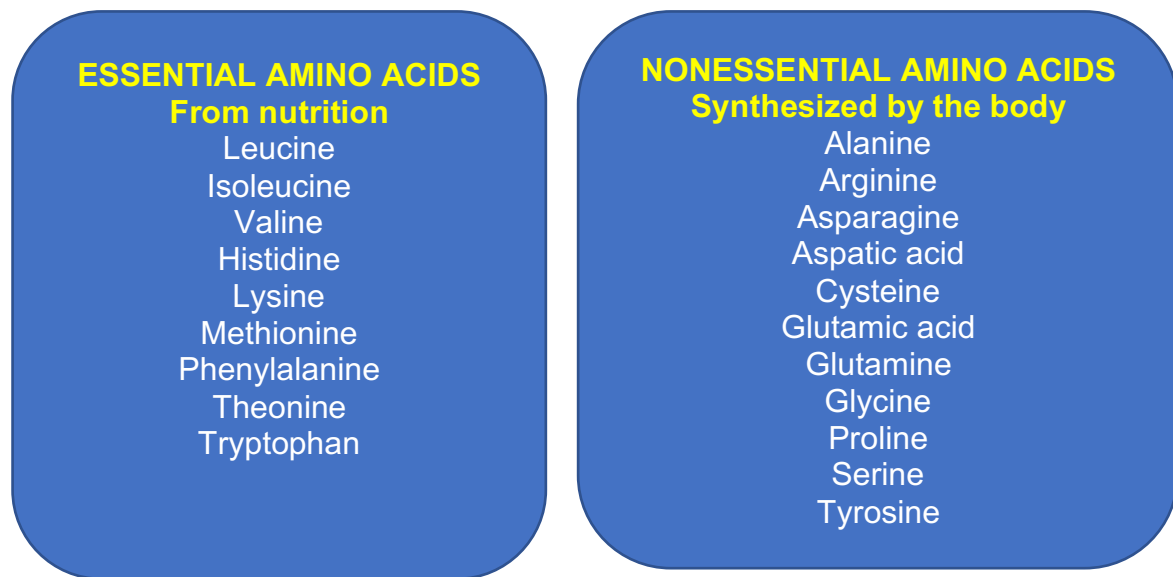 ESSENTIAL AMINO ACIDS
From nutrition
Leucine
Isoleucine
Valine
Histidine
Lysine
Methionine
Phenylalanine
Theonine
Tryptophan
NONESSENTIAL AMINO ACIDS
Synthesized by the body
Alanine
Arginine
Asparagine
Aspatic acid
Cysteine
Glutamic acid
Glutamine
Glycine
Proline
Serine
Tyrosine